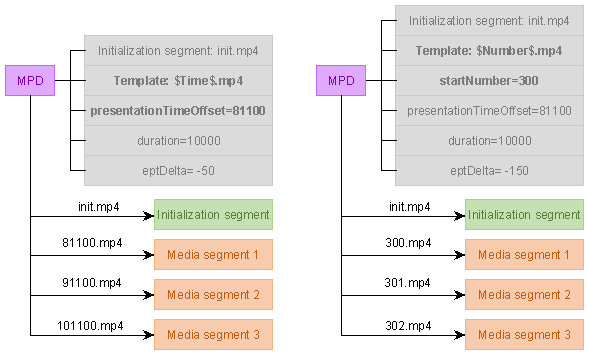 Initialization segment: init.mp4
MPD
Template: $Time$.mp4
presentationTimeOffset=81100
duration=10000
eptDelta= -50
init.mp4
Initialization segment
81100.mp4
Media segment 1
91100.mp4
Media segment 2
101100.mp4
Media segment 3
Initialization segment: init.mp4
Template: $Number$.mp4
MPD
startNumber=300
presentationTimeOffset=81100
duration=10000
eptDelta= -150
init.mp4
Initialization segment
300.mp4
Media segment 1
301.mp4
Media segment 2
302.mp4
Media segment 3